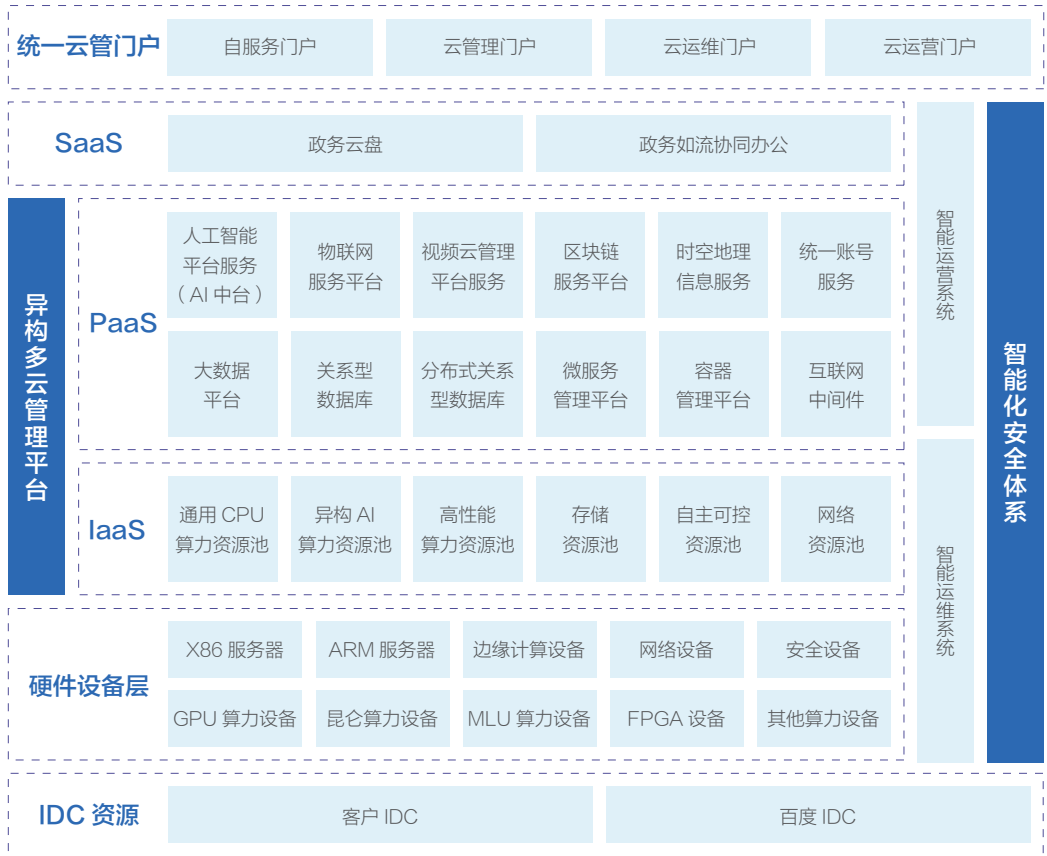 统一云管门户
自服务门户
云管理门户
云运维门户
云运营门户
SaaS
政务云盘
政务如流协同办公
异构多云管理平台
PaaS
人工智能
平台服务
（AI 中台）
物联网
服务平台
视频云管理
平台服务
区块链
服务平台
时空地理
信息服务
统一账号
服务
大数据
平台
关系型
数据库
分布式关系
型数据库
微服务
管理平台
容器
管理平台
互联网
中间件
IaaS
通用 CPU
算力资源池
异构 AI
算力资源池
高性能
算力资源池
存储
资源池
自主可控
资源池
网络
资源池
硬件设备层
X86 服务器
ARM 服务器
边缘计算设备
网络设备
安全设备
GPU 算力设备
昆仑算力设备
MLU 算力设备
FPGA 设备
其他算力设备
智能运营系统
智能运维系统
智能化安全体系
IDC 资源
客户 IDC
百度 IDC